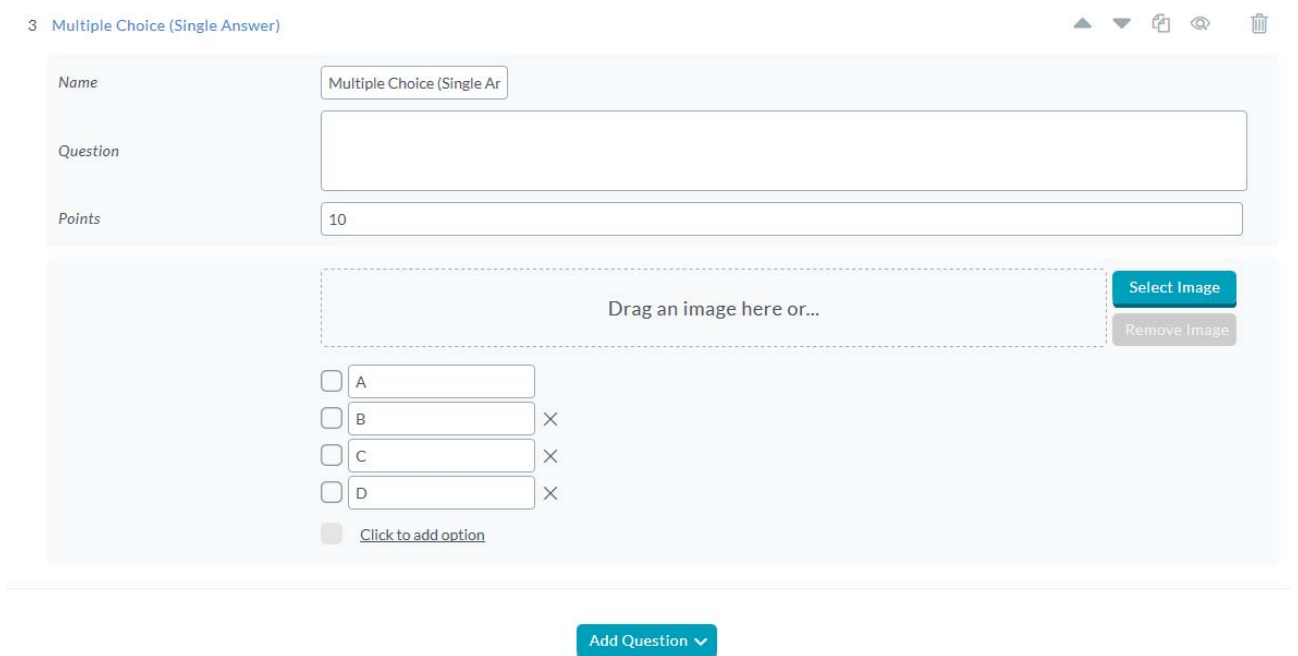 3 Multiple Choice (Single Answer)
Name
Multiple Choice (Single Ar
Question
Points
10
Drag an image here or...
Select Image
Remove Image
A
B
C
D
Click to add option
Add Question